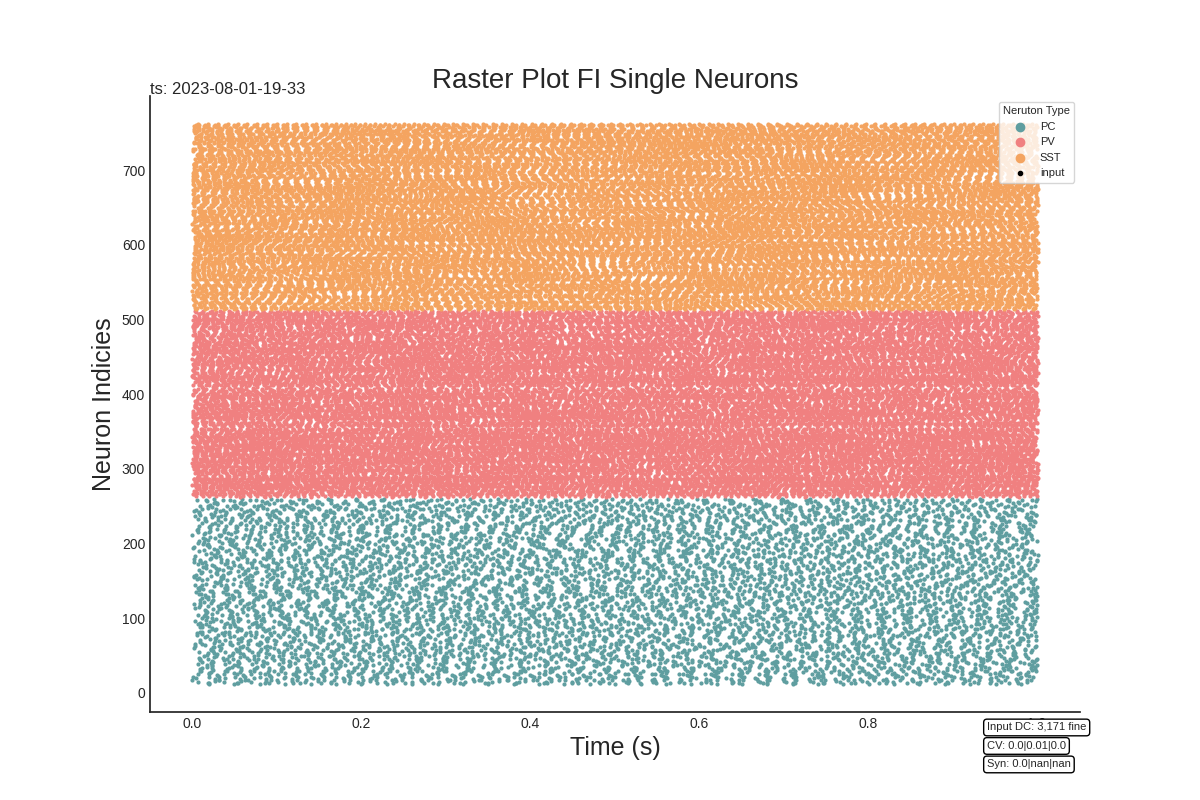 Raster Plot FI Single Neurons
ts: 2023-08-01-19-33
Neruton Type
PC
PV
SST
input
Neuron Indicies
700
600
500
400
300
200
100
0
0.0
0.2
0.4
0.6
0.8
Time (s)
Input DC: 3,171 fine
CV: 0.0|0.01|0.0
Syn: 0.0|nan|nan